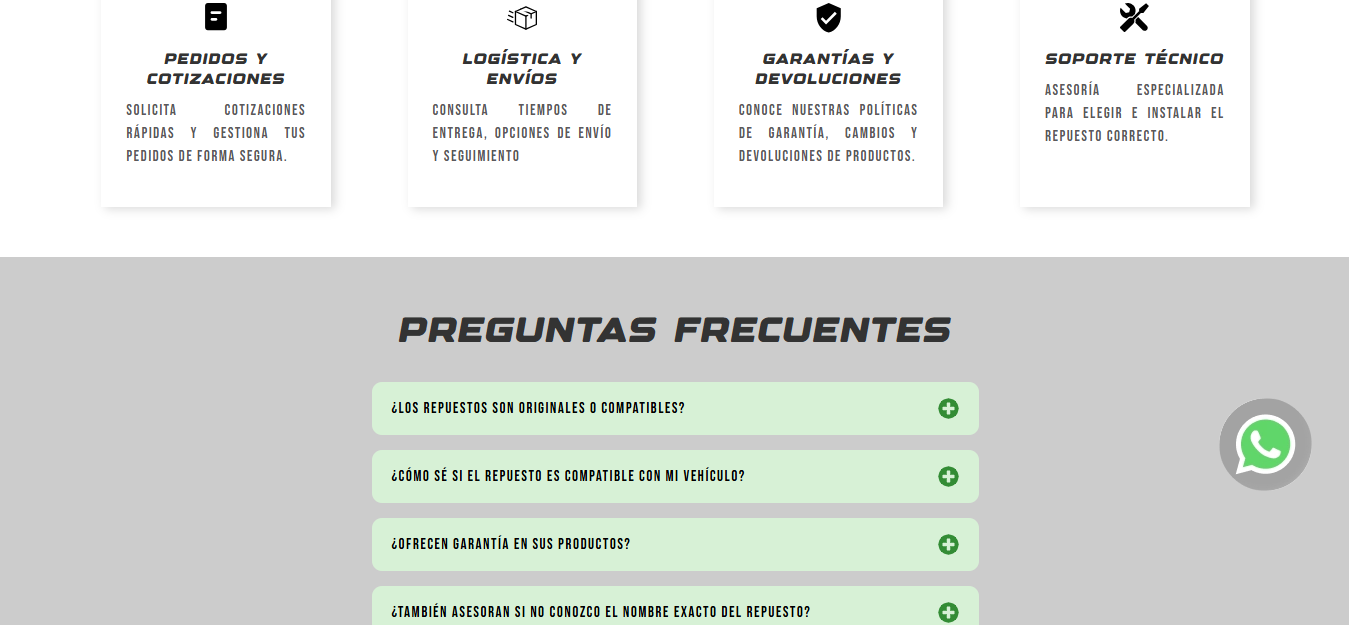 PEDIDOS Y
COTIZACIONES
SOLICITA COTIZACIONES
RÁPIDAS Y GESTIONA TUS
PEDIDOS DE FORMA SEGURA.
LOGÍSTICA Y
ENVÍOS
CONSULTA TIEMPOS DE
ENTREGA, OPCIONES DE ENVÍO
Y SEGUIMIENTO
GARANTÍAS Y
DEVOLUCIONES
CONOCE NUESTRAS POLÍTICAS
DE GARANTÍA, CAMBIOS Y
DEVOLUCIONES DE PRODUCTOS.
SOPORTE TÉCNICO
ASESORÍA ESPECIALIZADA
PARA ELEGIR E INSTALAR EL
REPUESTO CORRECTO.
PREGUNTAS FRECUENTES
¿LOS REPUESTOS SON ORIGINALES O COMPATIBLES?
¿CÓMO SÉ SI EL REPUESTO ES COMPATIBLE CON MI VEHÍCULO?
¿OFRECEN GARANTÍA EN SUS PRODUCTOS?
¿TAMBIÉN ASESORAN SI NO CONOZCO EL NOMBRE EXACTO DEL REPUESTO?